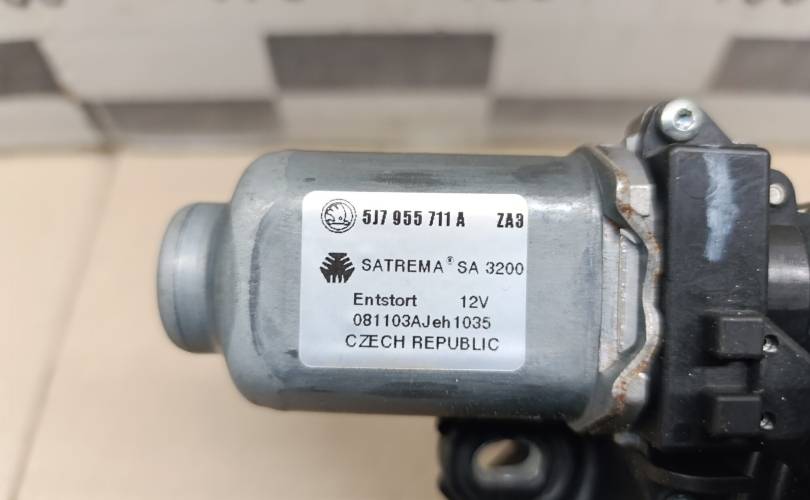 5J7 955 711 A ZA3
SATREMA® SA 3200
Entstort 12V
081103AJeh1035
CZECH REPUBLIC